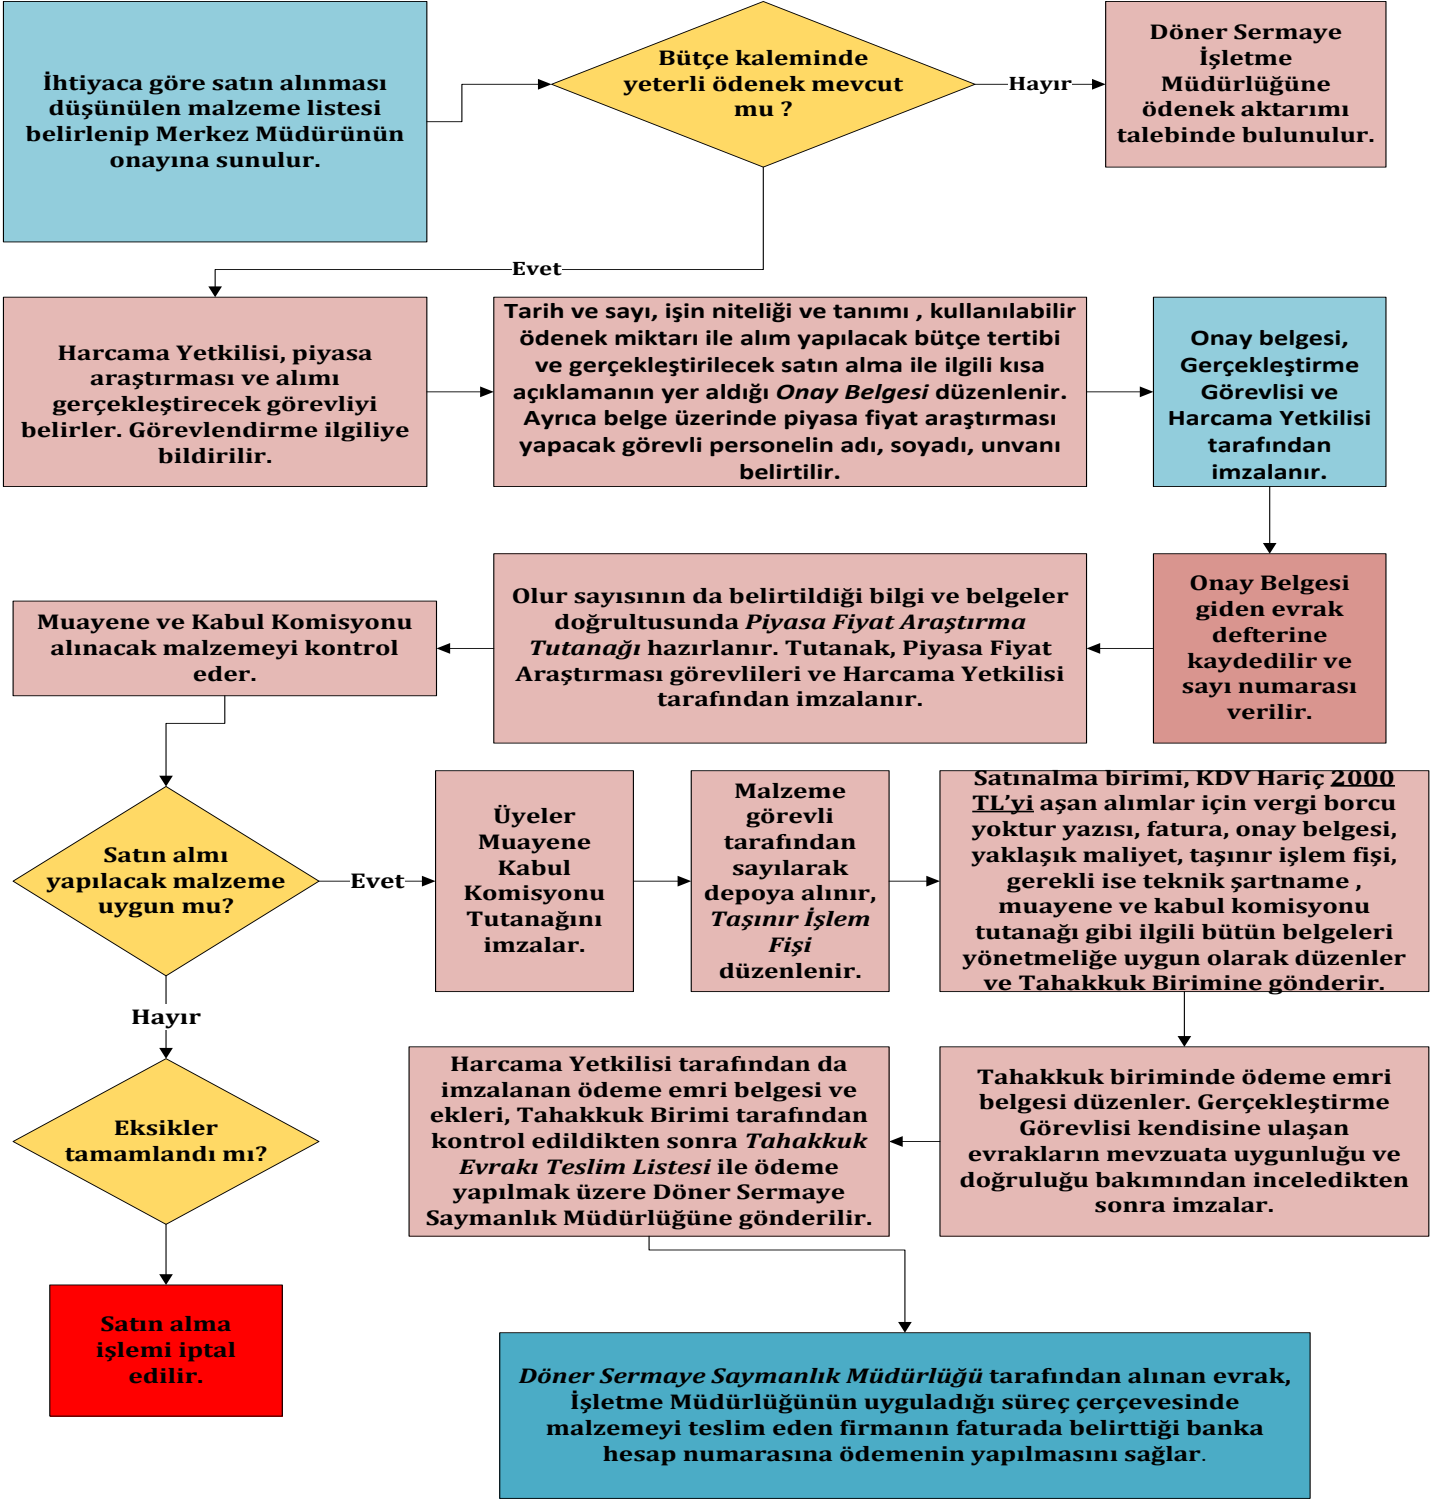 İhtiyaca göre satın alınması
düşünülen malzeme listesi
belirlenip Merkez Müdürünün
onayına sunulur.
Bütçe kaleminde
yeterli ödenek mevcut
mu ?
Hayır
Döner Sermaye
İşletme
Müdürlüğüne
ödenek aktarımı
talebinde bulunulur.
Evet
Harcama Yetkilisi, piyasa
araştırması ve alımı
gerçekleştirecek görevliyi
belirler. Görevlendirme ilgiliye
bildirilir.
Tarih ve sayı, işin niteliği ve tanımı , kullanılabilir
ödenek miktarı ile alım yapılacak bütçe tertibi
ve gerçekleştirilecek satın alma ile ilgili kısa
açıklamanın yer aldığı Onay Belgesi düzenlenir.
Ayrıca belge üzerinde piyasa fiyat araştırması
yapacak görevli personelin adı, soyadı, unvanı
belirtilir.
Onay belgesi,
Gerçekleştirme
Görevlisi ve
Harcama Yetkilisi
tarafından
imzalanır.
Onay Belgesi
giden evrak
defterine
kaydedilir ve
sayı numarası
verilir.
Olur sayısının da belirtildiği bilgi ve belgeler
doğrultusunda Piyasa Fiyat Araştırma
Tutanağı hazırlanır. Tutanak, Piyasa Fiyat
Araştırması görevlileri ve Harcama Yetkilisi
tarafından imzalanır.
Muayene ve Kabul Komisyonu
alınacak malzemeyi kontrol
eder.
Satın almı
yapılacak malzeme
uygun mu?
Evet
Üyeler
Muayene
Kabul
Komisyonu
Tutanağını
imzalar.
Malzeme
görevli
tarafından
sayılarak
depoya alınır,
Taşınır İşlem
Fişi
düzenlenir.
Satınalma birimi, KDV Hariç 2000
TL’yi aşan alımlar için vergi borcu
yoktur yazısı, fatura, onay belgesi,
yaklaşık maliyet, taşınır işlem fişi,
gerekli ise teknik şartname ,
muayene ve kabul komisyonu
tutanağı gibi ilgili bütün belgeleri
yönetmeliğe uygun olarak düzenler
ve Tahakkuk Birimine gönderir.
Hayır
Eksikler
tamamlandı mı?
Satın alma
işlemi iptal
edilir.
Tahakkuk biriminde ödeme emri
belgesi düzenler. Gerçekleştirme
Görevlisi kendisine ulaşan
evrakların mevzuata uygunluğu ve
doğruluğu bakımından inceledikten
sonra imzalar.
Harcama Yetkilisi tarafından da
imzalanan ödeme emri belgesi ve
ekleri, Tahakkuk Birimi tarafından
kontrol edildikten sonra Tahakkuk
Evrakı Teslim Listesi ile ödeme
yapılmak üzere Döner Sermaye
Saymanlık Müdürlüğüne gönderilir.
Döner Sermaye Saymanlık Müdürlüğü tarafından alınan evrak,
İşletme Müdürlüğünün uyguladığı süreç çerçevesinde
malzemeyi teslim eden firmanın faturada belirttiği banka
hesap numarasına ödemenin yapılmasını sağlar.